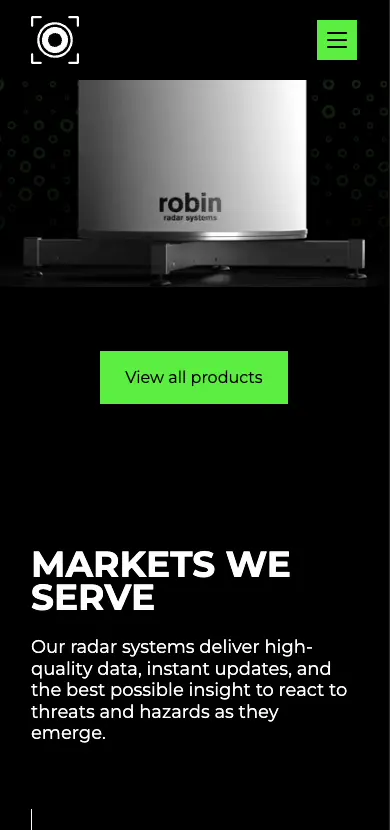 robin
radar systems
View all products
MARKETS WE
SERVE
Our radar systems deliver high-
quality data, instant updates, and
the best possible insight to react to
threats and hazards as they
emerge.